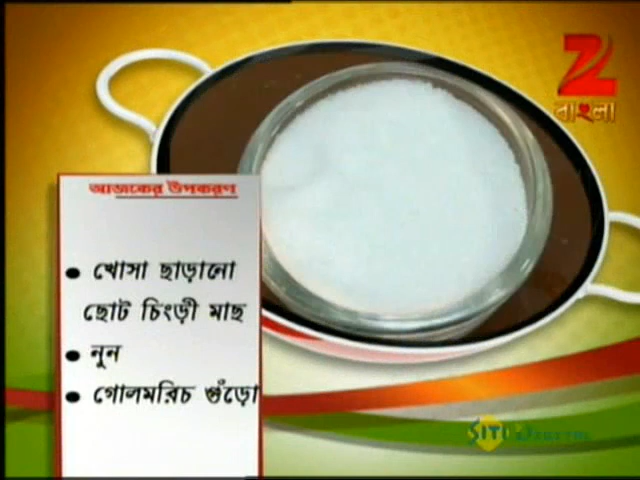 বাংলা
আজকের উপকরণ
• খোসা ছাড়ানো
ছোট চিংড়ী মাছ
• নুন
• গোলমরিচ গুঁড়ো
SITI